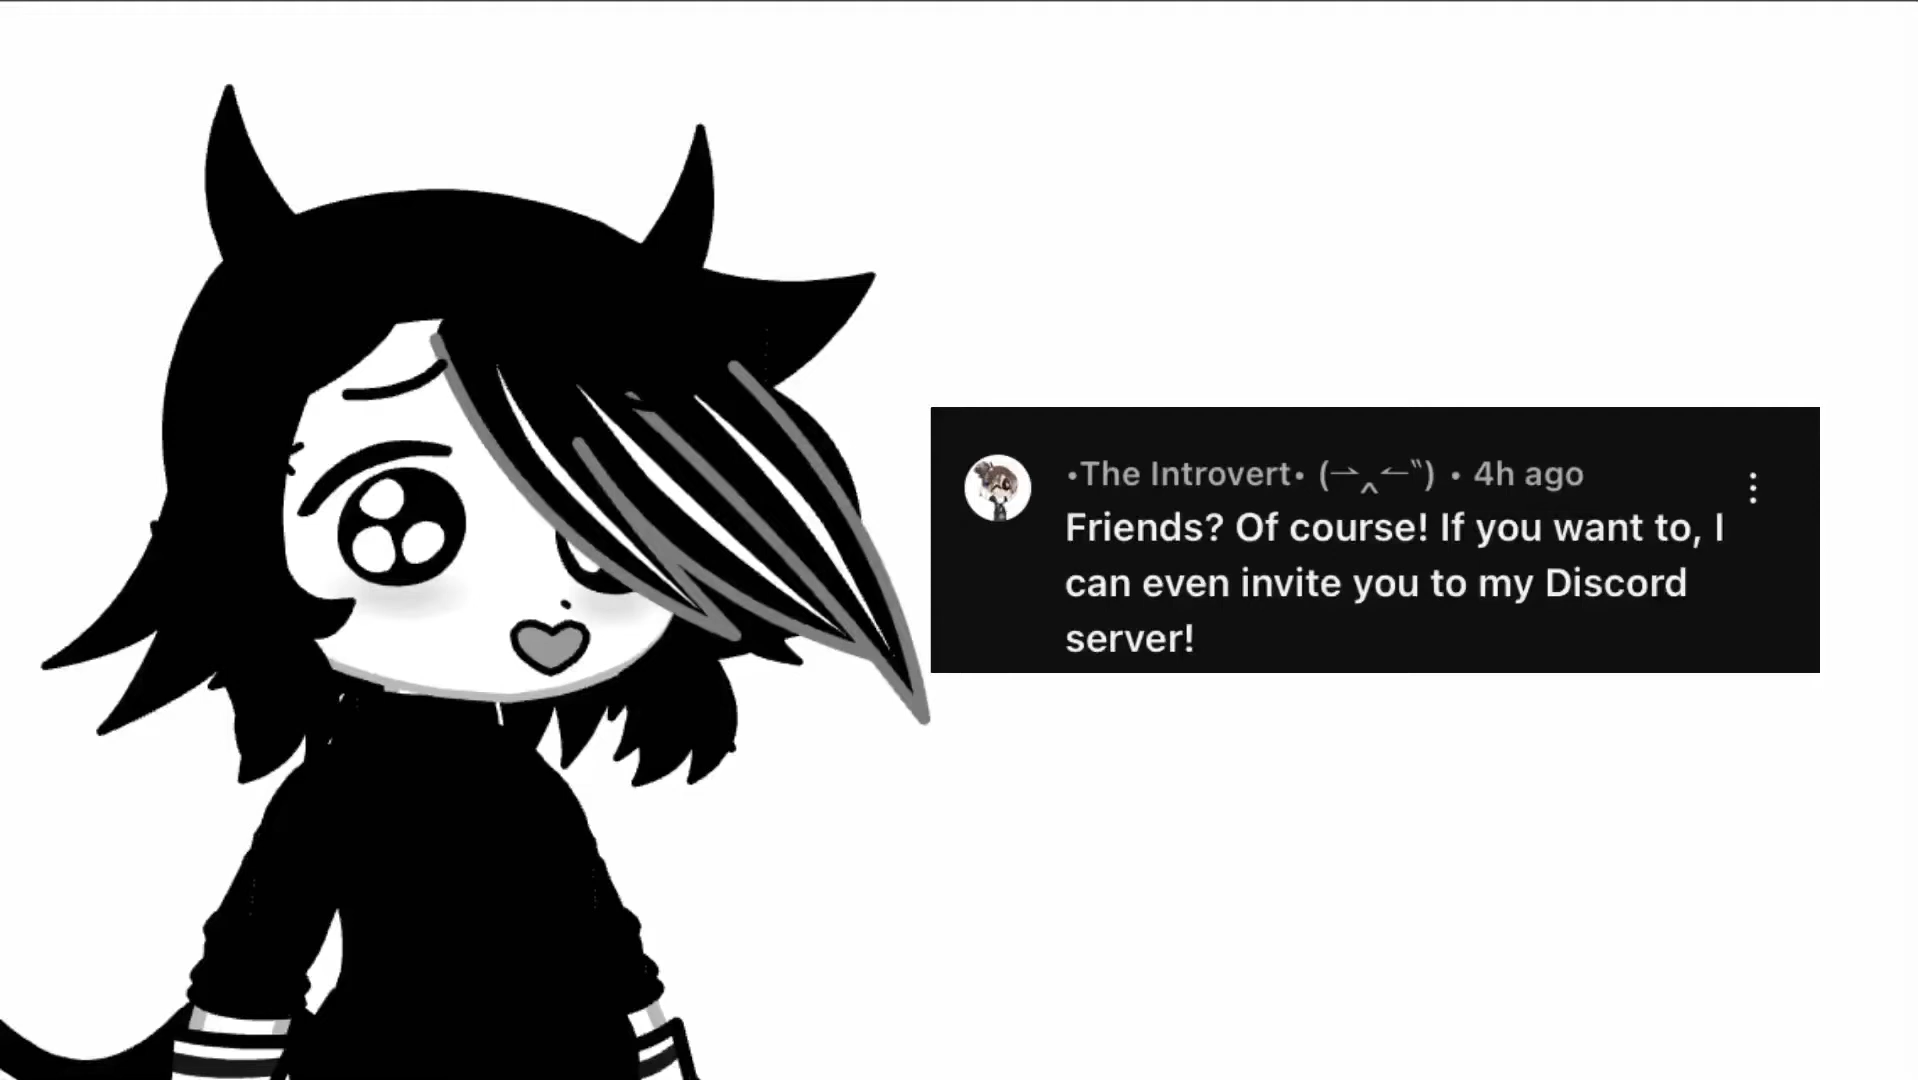 •The Introvert• (⇀‸↼‶) • 4h ago
Friends? Of course! If you want to, I
can even invite you to my Discord
server!